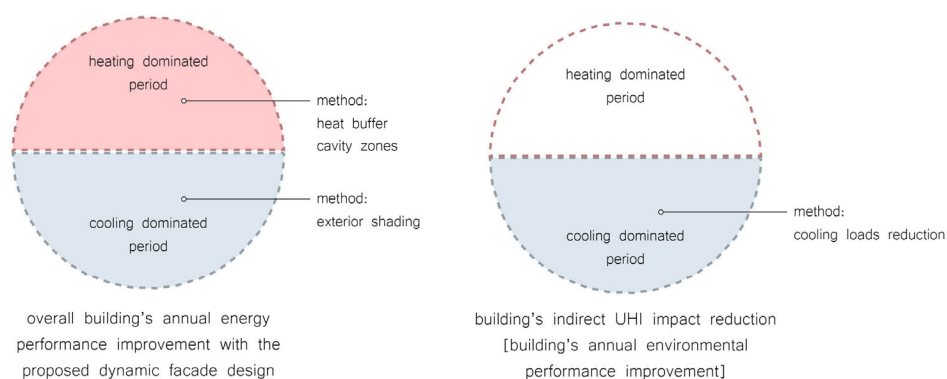 heating dominated
period
method:
heat buffer
cavity zones
cooling dominated
period
method:
exterior shading
overall building's annual energy
performance improvement with the
proposed dynamic facade design
heating dominated
period
cooling dominated
period
method:
cooling loads reduction
building's indirect UHI impact reduction
[building's annual environmental
performance improvement]